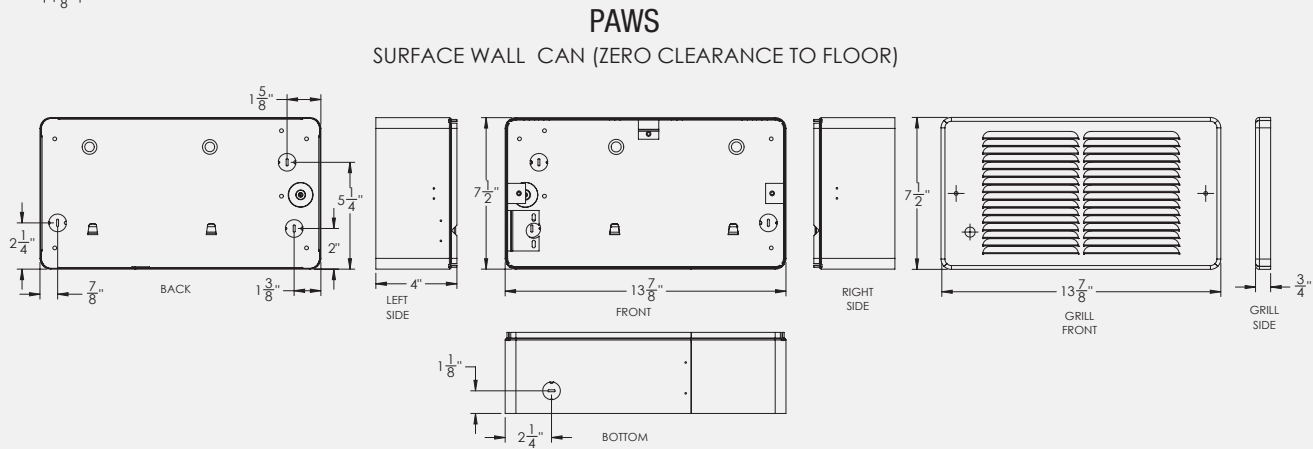 PAWS
SURFACE WALL CAN (ZERO CLEARANCE TO FLOOR)
1 5/8"
5 1/4"
2 1/4"
2"
7/8"
BACK
1 3/8"
4"
LEFT
SIDE
7 1/2"
13 7/8"
FRONT
RIGHT
SIDE
7 1/2"
13 7/8"
GRILL
FRONT
3/4"
GRILL
SIDE
1 1/8"
2 1/4"
BOTTOM